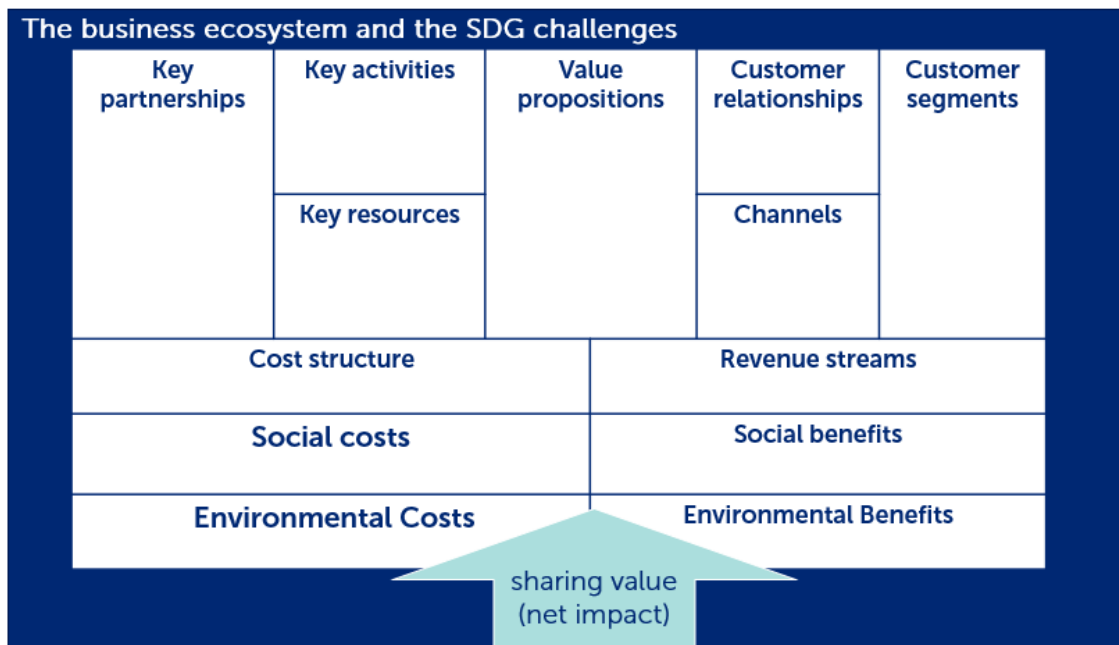 The business ecosystem and the SDG challenges
Key
partnerships
Key activities
Key resources
Value
propositions
Customer
relationships
Channels
Customer
segments
Cost structure
Revenue streams
Social costs
Social benefits
Environmental Costs
Environmental Benefits
sharing value
(net impact)